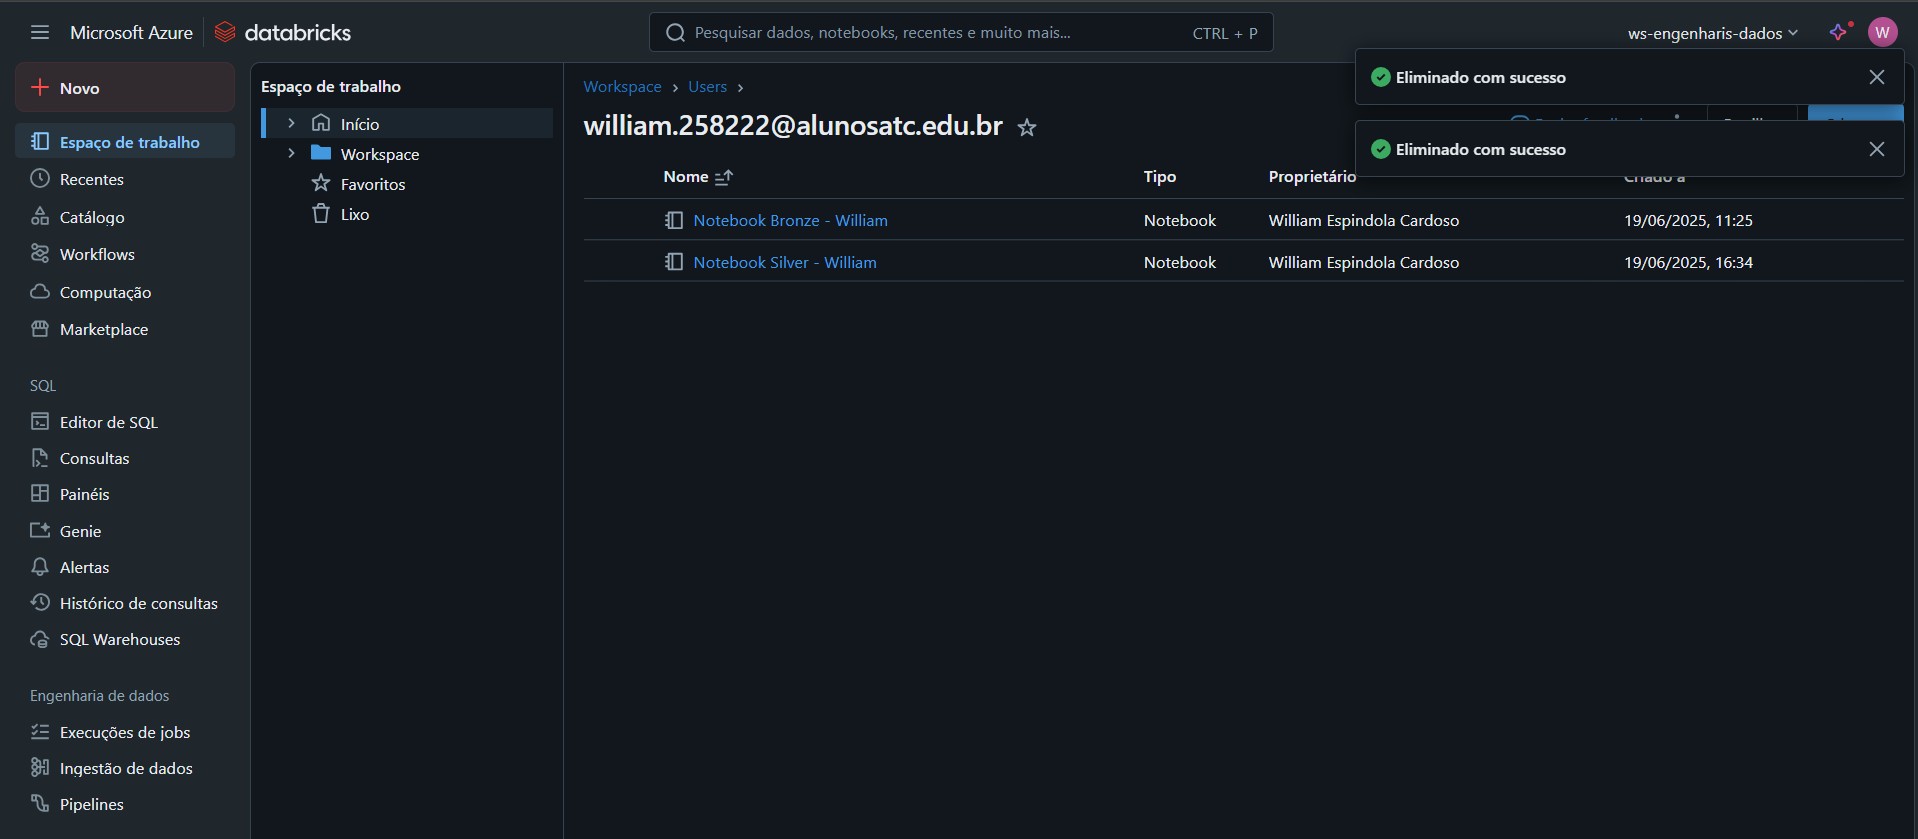 Microsoft Azure
databricks
Pesquisar dados, notebooks, recentes e muito mais...
CTRL + P
ws-engenharis-dados
W
Novo
Espaço de trabalho
Recentes
Catálogo
Workflows
Computação
Marketplace
SQL
Editor de SQL
Consultas
Painéis
Genie
Alertas
Histórico de consultas
SQL Warehouses
Engenharia de dados
Execuções de jobs
Ingestão de dados
Pipelines
Espaço de trabalho
Início
Workspace
Favoritos
Lixo
Workspace > Users >
william.258222@alunosatc.edu.br
Eliminado com sucesso
Eliminado com sucesso
Nome Tipo Proprietário Criado a
Notebook Bronze - William Notebook William Espindola Cardoso 19/06/2025, 11:25
Notebook Silver - William Notebook William Espindola Cardoso 19/06/2025, 16:34